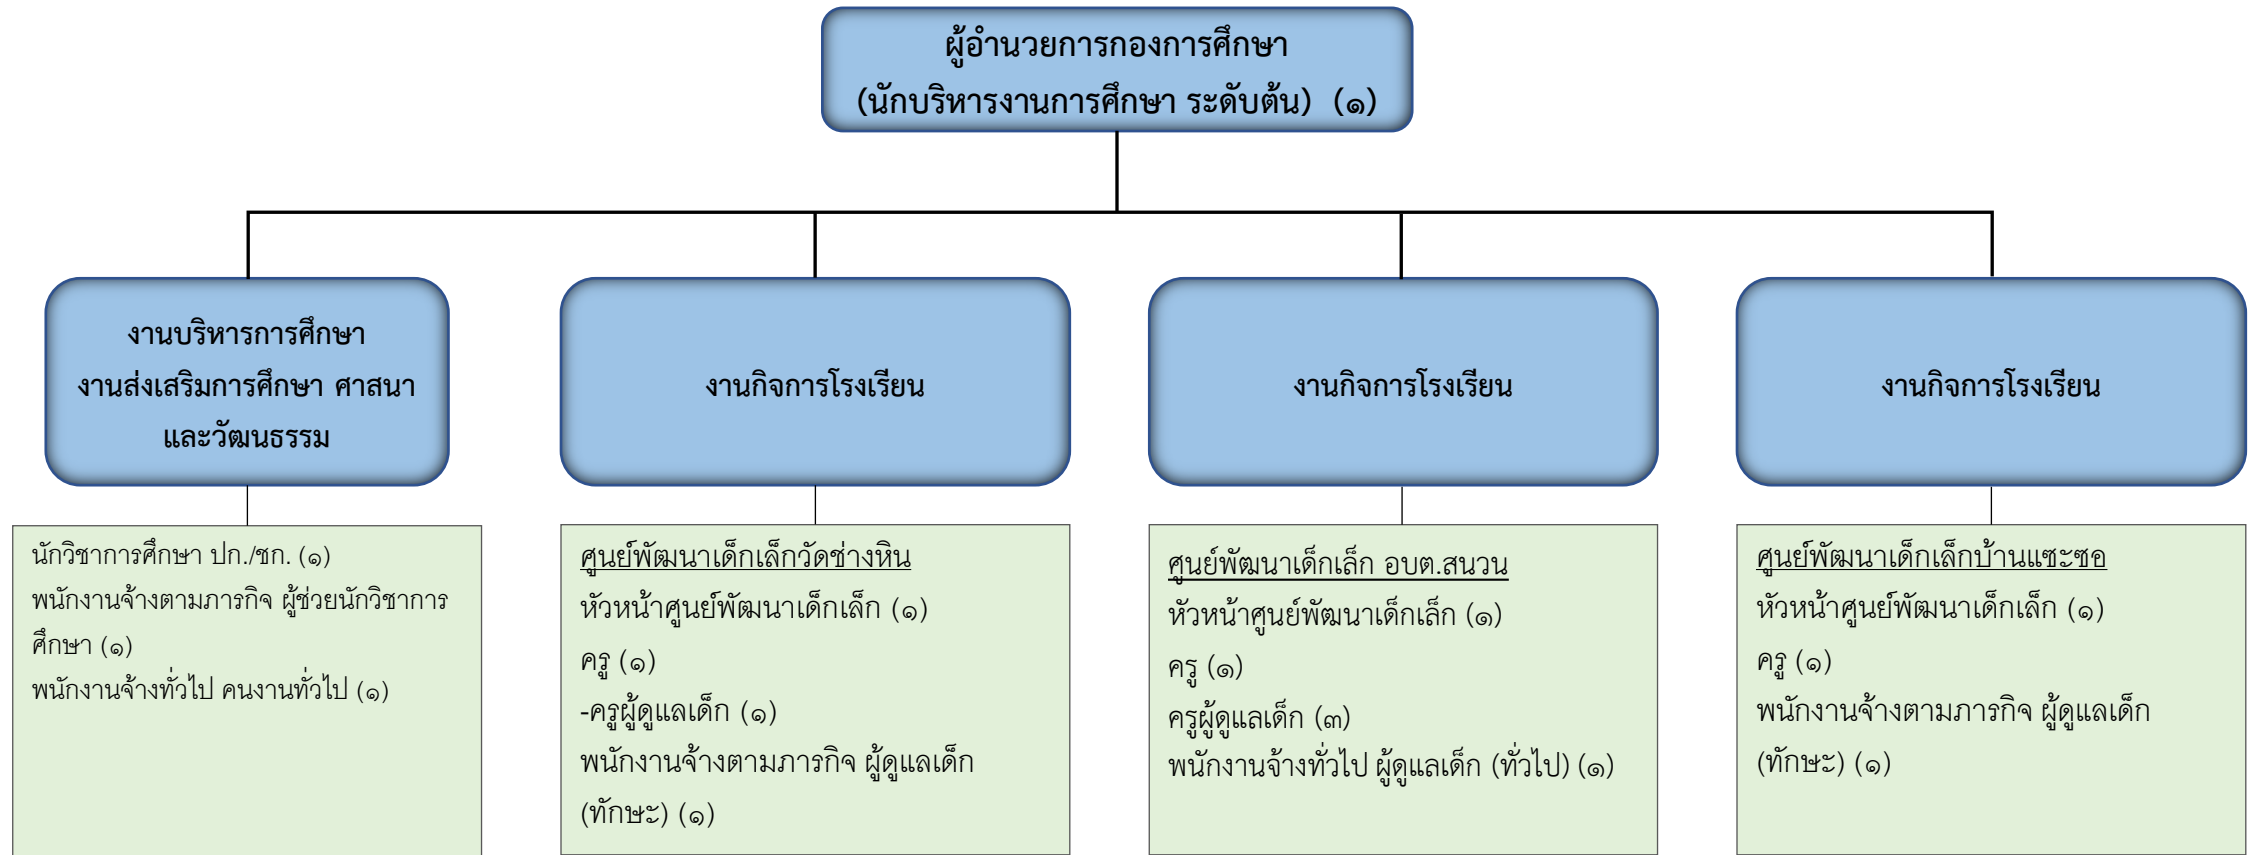 ผู้อำนวยการกองการศึกษา
(นักบริหารงานการศึกษา ระดับต้น) (๑)
งานบริหารการศึกษา
งานส่งเสริมการศึกษา ศาสนา
และวัฒนธรรม
งานกิจการโรงเรียน
งานกิจการโรงเรียน
งานกิจการโรงเรียน
นักวิชาการศึกษา ปก./ชก. (๑)
พนักงานจ้างตามภารกิจ ผู้ช่วยนักวิชาการ
ศึกษา (๑)
พนักงานจ้างทั่วไป คนงานทั่วไป (๑)
ศูนย์พัฒนาเด็กเล็กวัดช่างหิน
หัวหน้าศูนย์พัฒนาเด็กเล็ก (๑)
ครู (๑)
-ครูผู้ดูแลเด็ก (๑)
พนักงานจ้างตามภารกิจ ผู้ดูแลเด็ก
(ทักษะ) (๑)
ศูนย์พัฒนาเด็กเล็ก อบต.สนวน
หัวหน้าศูนย์พัฒนาเด็กเล็ก (๑)
ครู (๑)
ครูผู้ดูแลเด็ก (๓)
พนักงานจ้างทั่วไป ผู้ดูแลเด็ก (ทั่วไป) (๑)
ศูนย์พัฒนาเด็กเล็กบ้านแซะซอ
หัวหน้าศูนย์พัฒนาเด็กเล็ก (๑)
ครู (๑)
พนักงานจ้างตามภารกิจ ผู้ดูแลเด็ก
(ทักษะ) (๑)